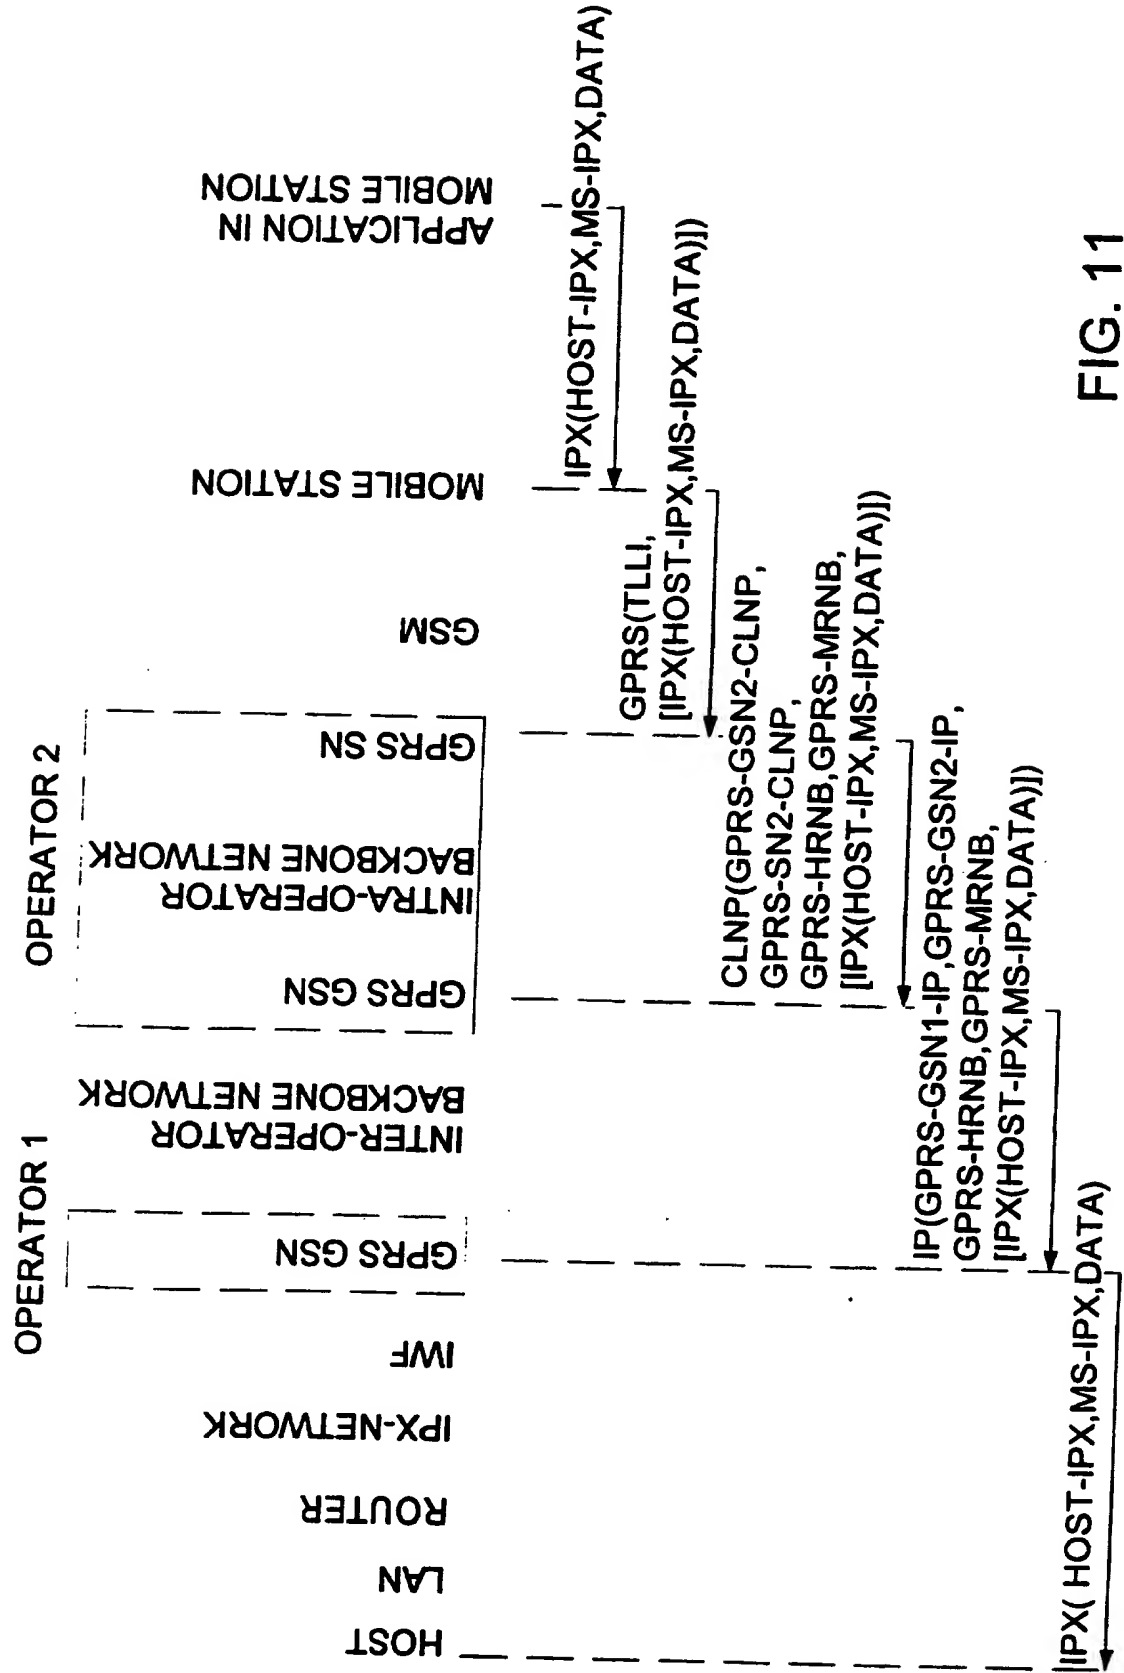 OPERATOR 1
OPERATOR 2
HOST
LAN
ROUTER
IPX-NETWORK
IWF
GPRS GSN
INTER-OPERATOR
BACKBONE NETWORK
GPRS GSN
INTRA-OPERATOR
BACKBONE NETWORK
GPRS SN
GSM
MOBILE STATION
APPLICATION IN
MOBILE STATION
IPX(HOST-IPX,MS-IPX,DATA)
GPRS(TLLI,
[IPX(HOST-IPX,MS-IPX,DATA)])
CLNP(GPRS-GSN2-CLNP,
GPRS-SN2-CLNP,
GPRS-HRNB,GPRS-MRNB,
[IPX(HOST-IPX,MS-IPX,DATA)])
IP(GPRS-GSN1-IP,GPRS-GSN2-IP,
GPRS-HRNB,GPRS-MRNB,
[IPX(HOST-IPX,MS-IPX,DATA)])
IPX( HOST-IPX,MS-IPX,DATA)
FIG. 11